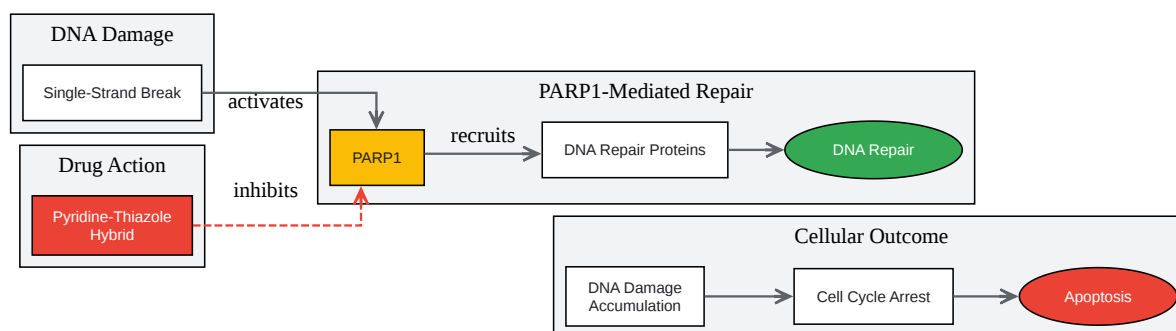 DNA Damage
Single-Strand Break
activates
PARP1-Mediated Repair
PARP1
recruits
DNA Repair Proteins
DNA Repair
Drug Action
Pyridine-Thiazole
Hybrid
inhibits
Cellular Outcome
DNA Damage
Accumulation
Cell Cycle Arrest
Apoptosis